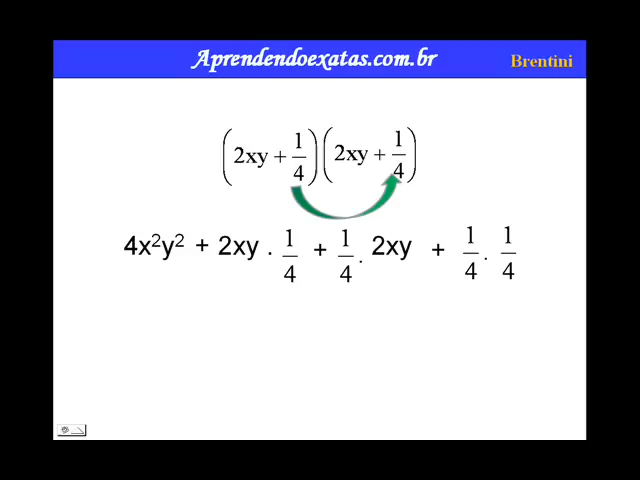 Aprendendoexatas.com.br Brentini
(2xy + 1/4)(2xy + 1/4)
4x²y² + 2xy . 1/4 + 1/4 . 2xy + 1/4 . 1/4